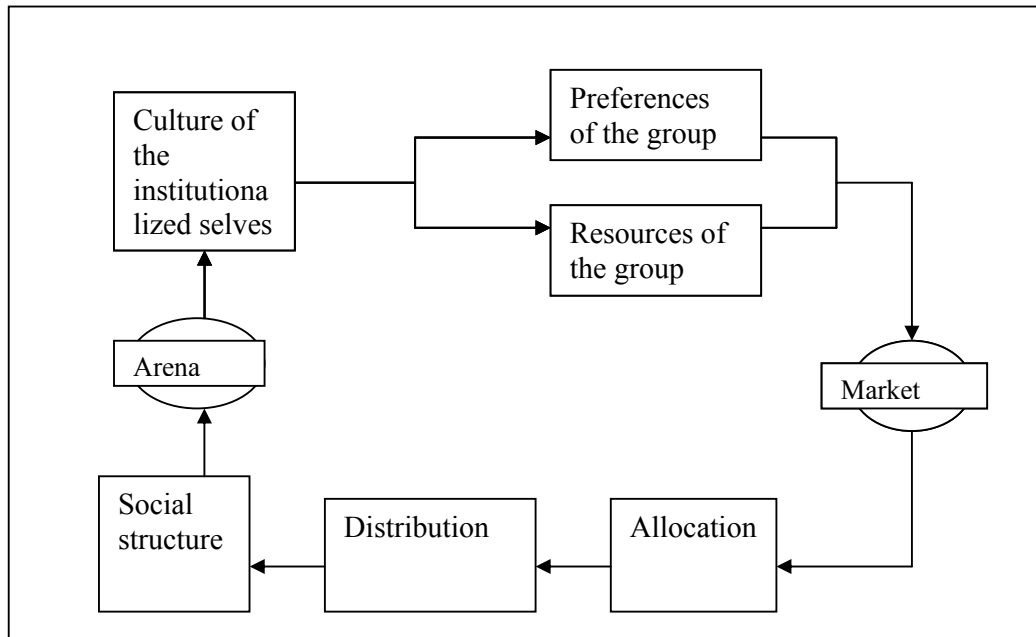 Culture of
the
institutiona
lized selves
Preferences
of the group
Resources of
the group
Arena
Market
Social
structure
Distribution
Allocation